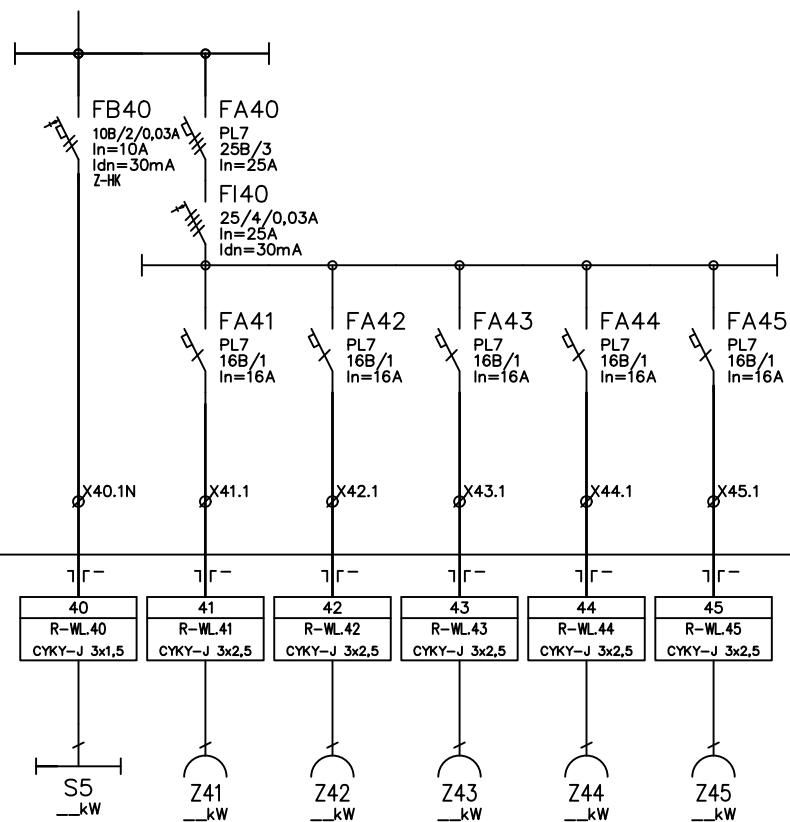 FB40
10B/2/0,03A
In=10A
Idn=30mA
Z-HK
FA40
PL7
25B/3
In=25A
FI40
25/4/0,03A
In=25A
Idn=30mA
FA41
PL7
16B/1
In=16A
FA42
PL7
16B/1
In=16A
FA43
PL7
16B/1
In=16A
FA44
PL7
16B/1
In=16A
FA45
PL7
16B/1
In=16A
X40.1N
X41.1
X42.1
X43.1
X44.1
X45.1
40
R-WL.40
CYKY-J 3x1,5
41
R-WL.41
CYKY-J 3x2,5
42
R-WL.42
CYKY-J 3x2,5
43
R-WL.43
CYKY-J 3x2,5
44
R-WL.44
CYKY-J 3x2,5
45
R-WL.45
CYKY-J 3x2,5
S5
__kW
Z41
__kW
Z42
__kW
Z43
__kW
Z44
__kW
Z45
__kW